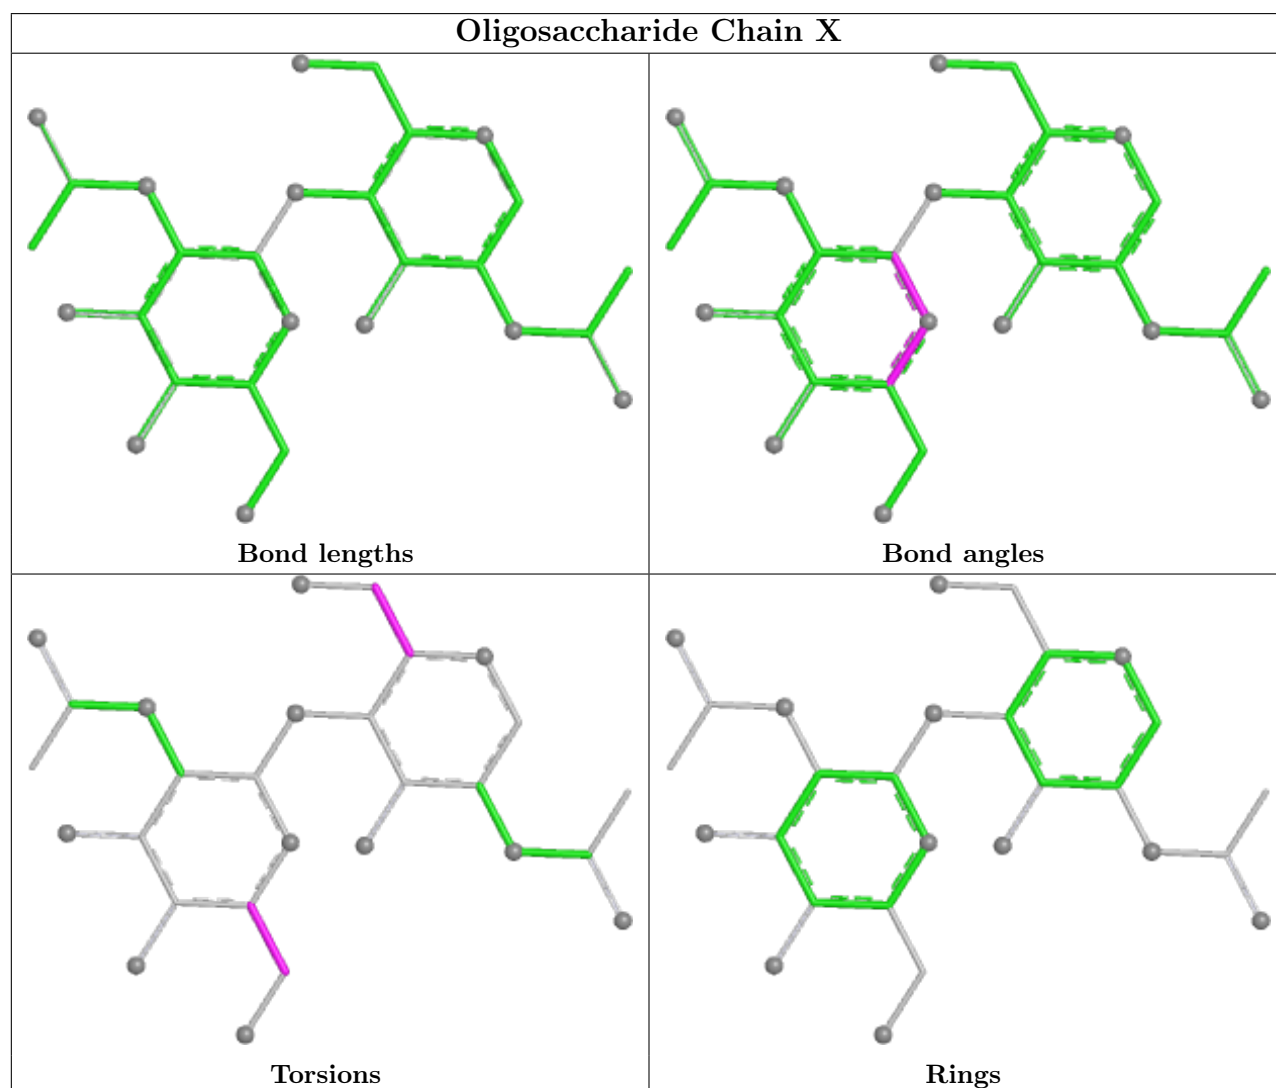 Oligosaccharide Chain X
Bond lengths
Bond angles
Torsions
Rings